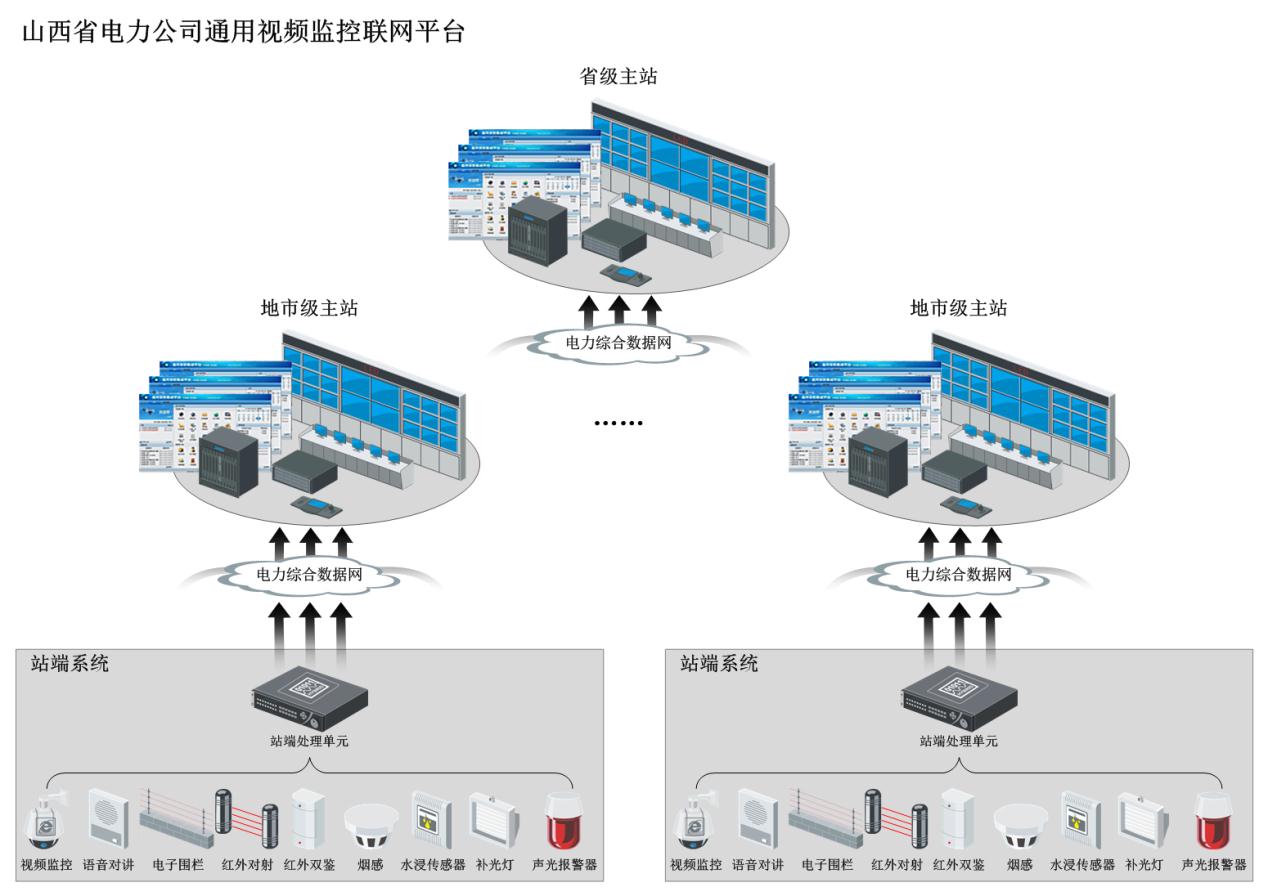 山西省电力公司通用视频监控联网平台
省级主站
电力综合数据网
地市级主站
地市级主站
······
电力综合数据网
电力综合数据网
站端系统
站端处理单元
视频监控 语音对讲 电子围栏 红外对射 红外双鉴 烟感 水浸传感器 补光灯 声光报警器
站端系统
站端处理单元
视频监控 语音对讲 电子围栏 红外对射 红外双鉴 烟感 水浸传感器 补光灯 声光报警器